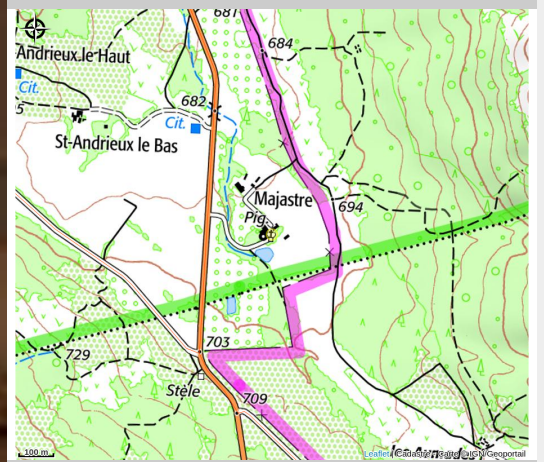 681
684
Andrieux le Haut
Cit.
5
682
Cit.
St-Andrieux le Bas
Majastre
Pig.
694
703
729
Stèle
709
100 m
Leaflet | Cadastre - Carto © IGN/Geoportail